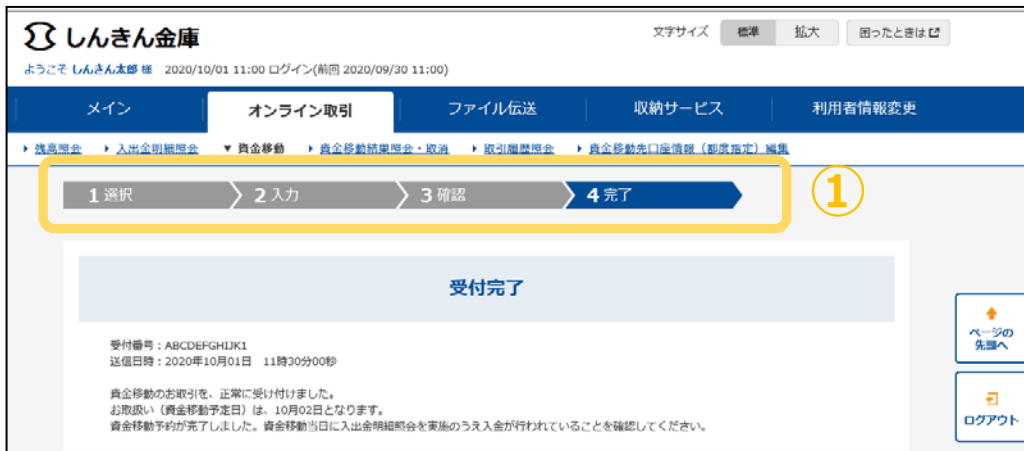 しんきん金庫
文字サイズ 標準 拡大 困ったときは
ようこそ しんきん太郎 様 2020/10/01 11:00 ログイン(前回 2020/09/30 11:00)
メイン オンライン取引 ファイル伝送 収納サービス 利用者情報変更
残高照会 入出金明細照会 ▼ 資金移動 資金移動結果照会・取消 取引履歴照会 資金移動先口座情報（都度指定）編集
1 選択 2 入力 3 確認 4 完了 ①
受付完了
受付番号：ABCDEFGHIJK1
送信日時：2020年10月01日 11時30分00秒
資金移動のお取引を、正常に受け付けました。
お取扱い（資金移動予定日）は、10月02日となります。
資金移動予約が完了しました。資金移動当日に入出金明細照会を実施のうえ入金が行われていることを確認してください。
ページの
先頭へ
ログアウト